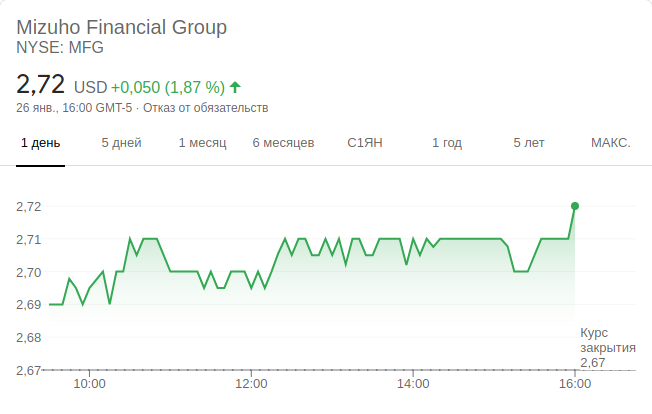 Mizuho Financial Group
NYSE: MFG
2,72 USD +0,050 (1,87 %)
26 янв., 16:00 GMT-5 · Отказ от обязательств
1 день 5 дней 1 месяц 6 месяцев С1ЯН 1 год 5 лет МАКС.
2,72
2,71
2,70
2,69
2,68
2,67
Курс
закрытия
2,67
10:00 12:00 14:00 16:00